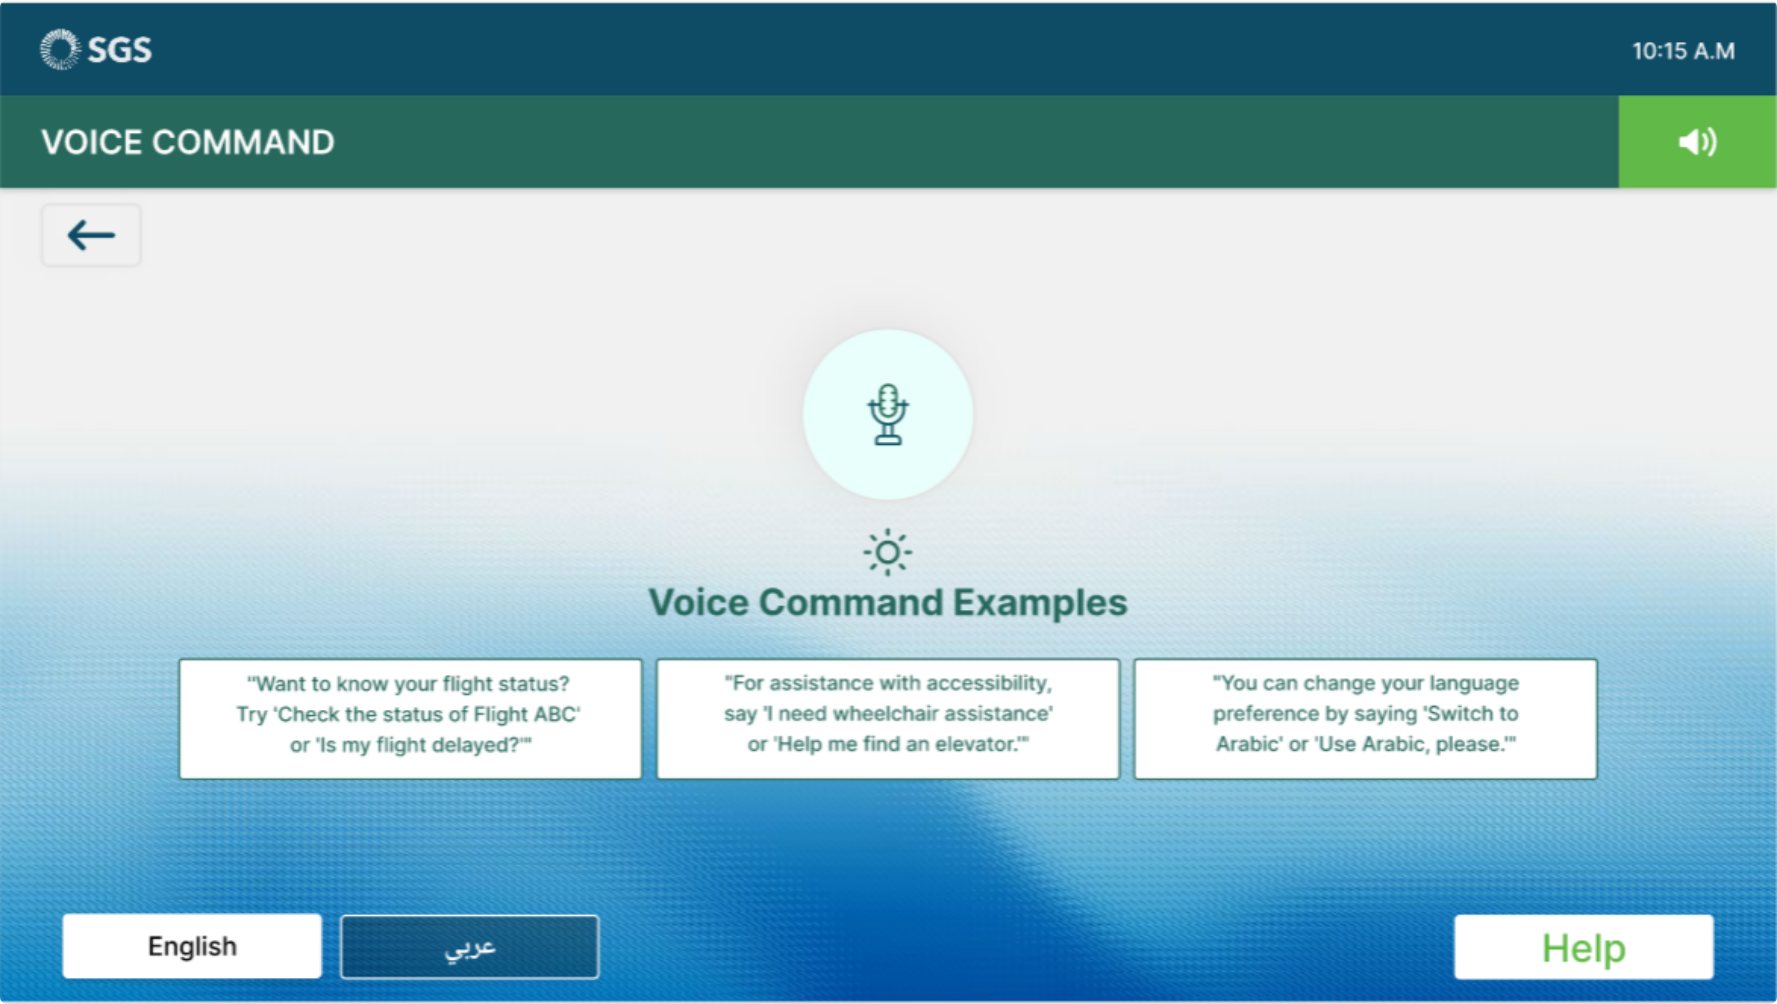 SGS
10:15 A.M
VOICE COMMAND
Voice Command Examples
"Want to know your flight status?
Try 'Check the status of Flight ABC'
or 'Is my flight delayed?'"
"For assistance with accessibility,
say 'I need wheelchair assistance'
or 'Help me find an elevator.'"
"You can change your language
preference by saying 'Switch to
Arabic' or 'Use Arabic, please.'"
English
عربي
Help